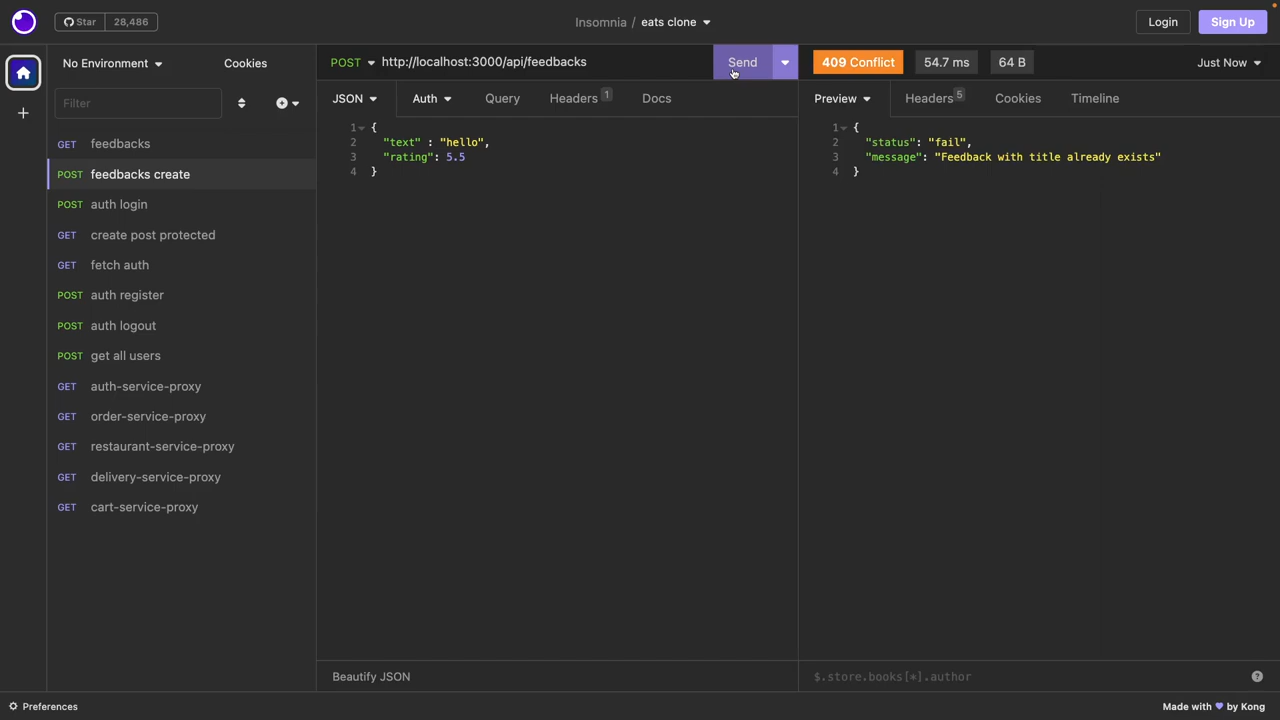 Star 28,486
Insomnia / eats clone
Login Sign Up
No Environment Cookies
Filter
GET feedbacks
POST feedbacks create
POST auth login
GET create post protected
GET fetch auth
POST auth register
POST auth logout
POST get all users
GET auth-service-proxy
GET order-service-proxy
GET restaurant-service-proxy
GET delivery-service-proxy
GET cart-service-proxy
POST http://localhost:3000/api/feedbacks Send
JSON Auth Query Headers 1 Docs
1 {
2 "text" : "hello",
3 "rating": 5.5
4 }
Beautify JSON
409 Conflict 54.7 ms 64 B Just Now
Preview Headers 5 Cookies Timeline
1 {
2 "status": "fail",
3 "message": "Feedback with title already exists"
4 }
$.store.books[*].author ?
Preferences
Made with by Kong